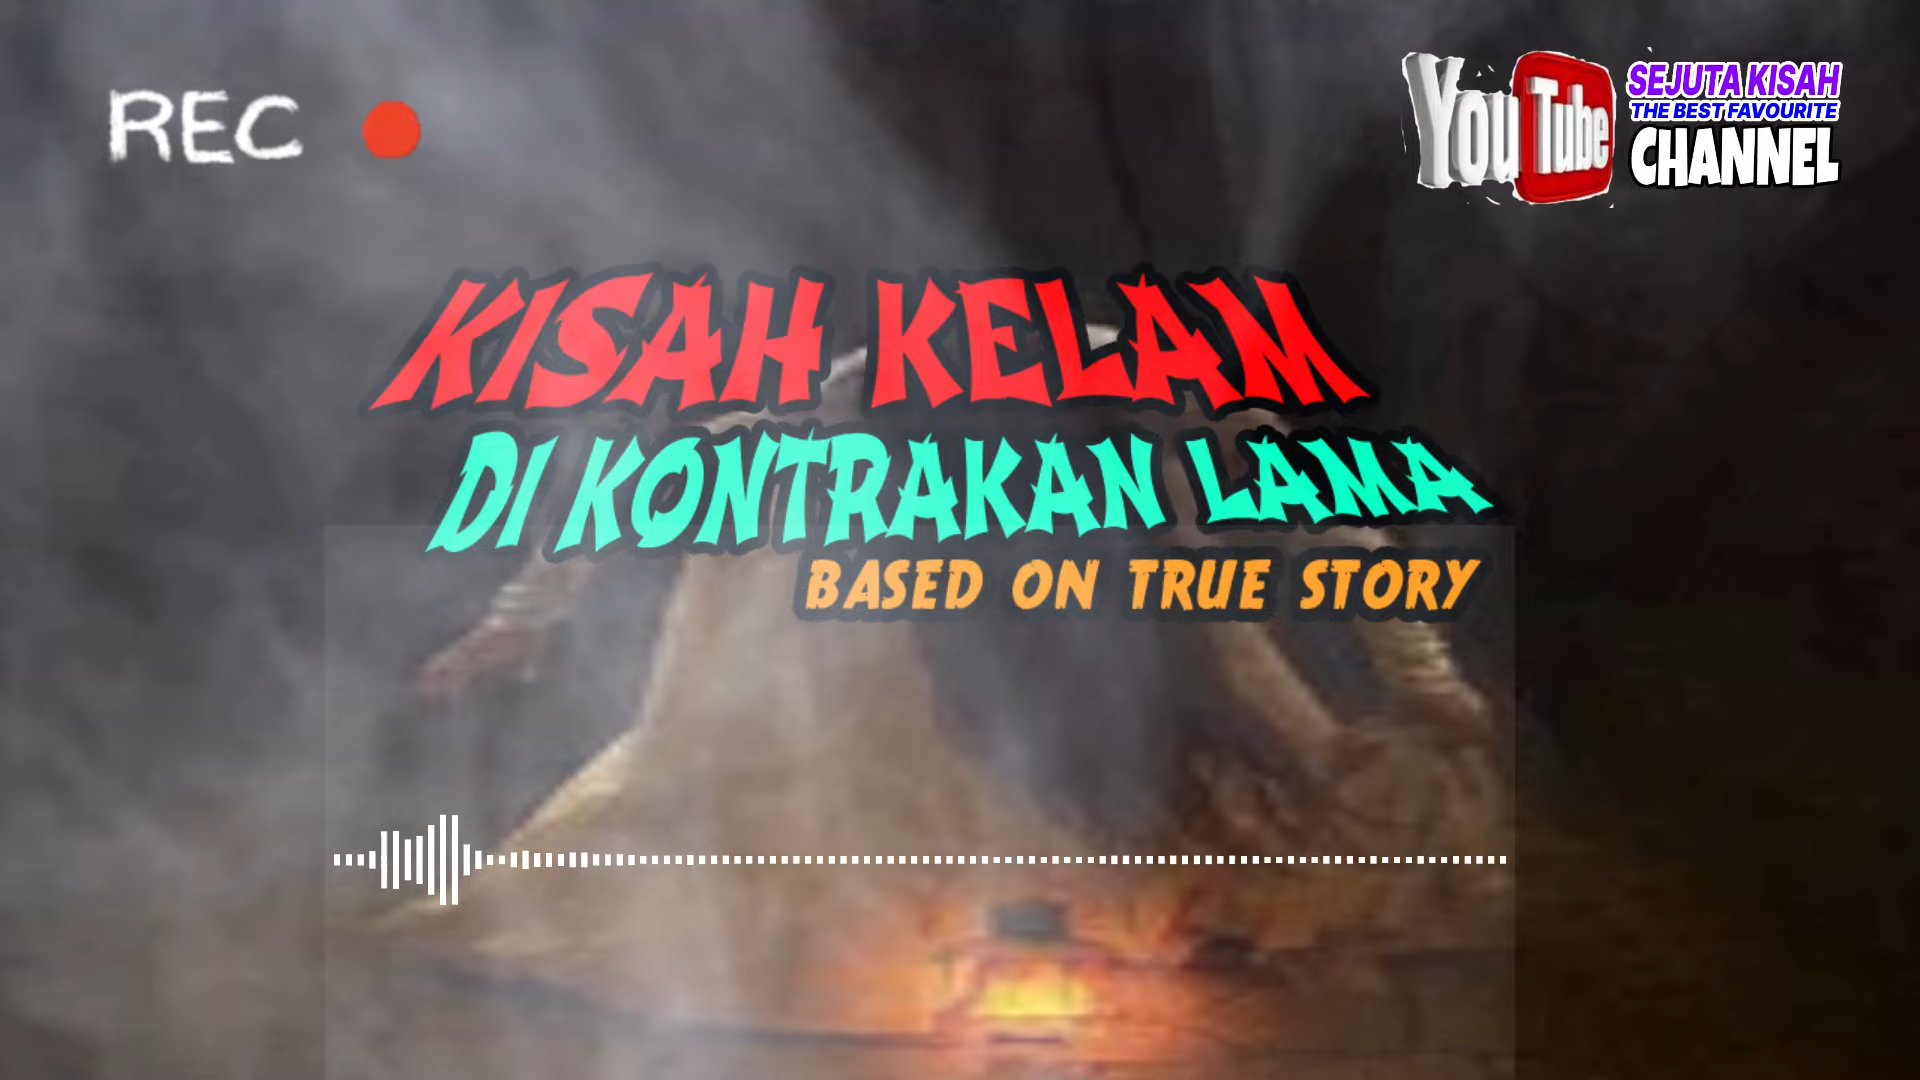 REC
YouTube
SEJUTA KISAH
THE BEST FAVOURITE
CHANNEL
KISAH KELAM
DI KONTRAKAN LAMA
BASED ON TRUE STORY